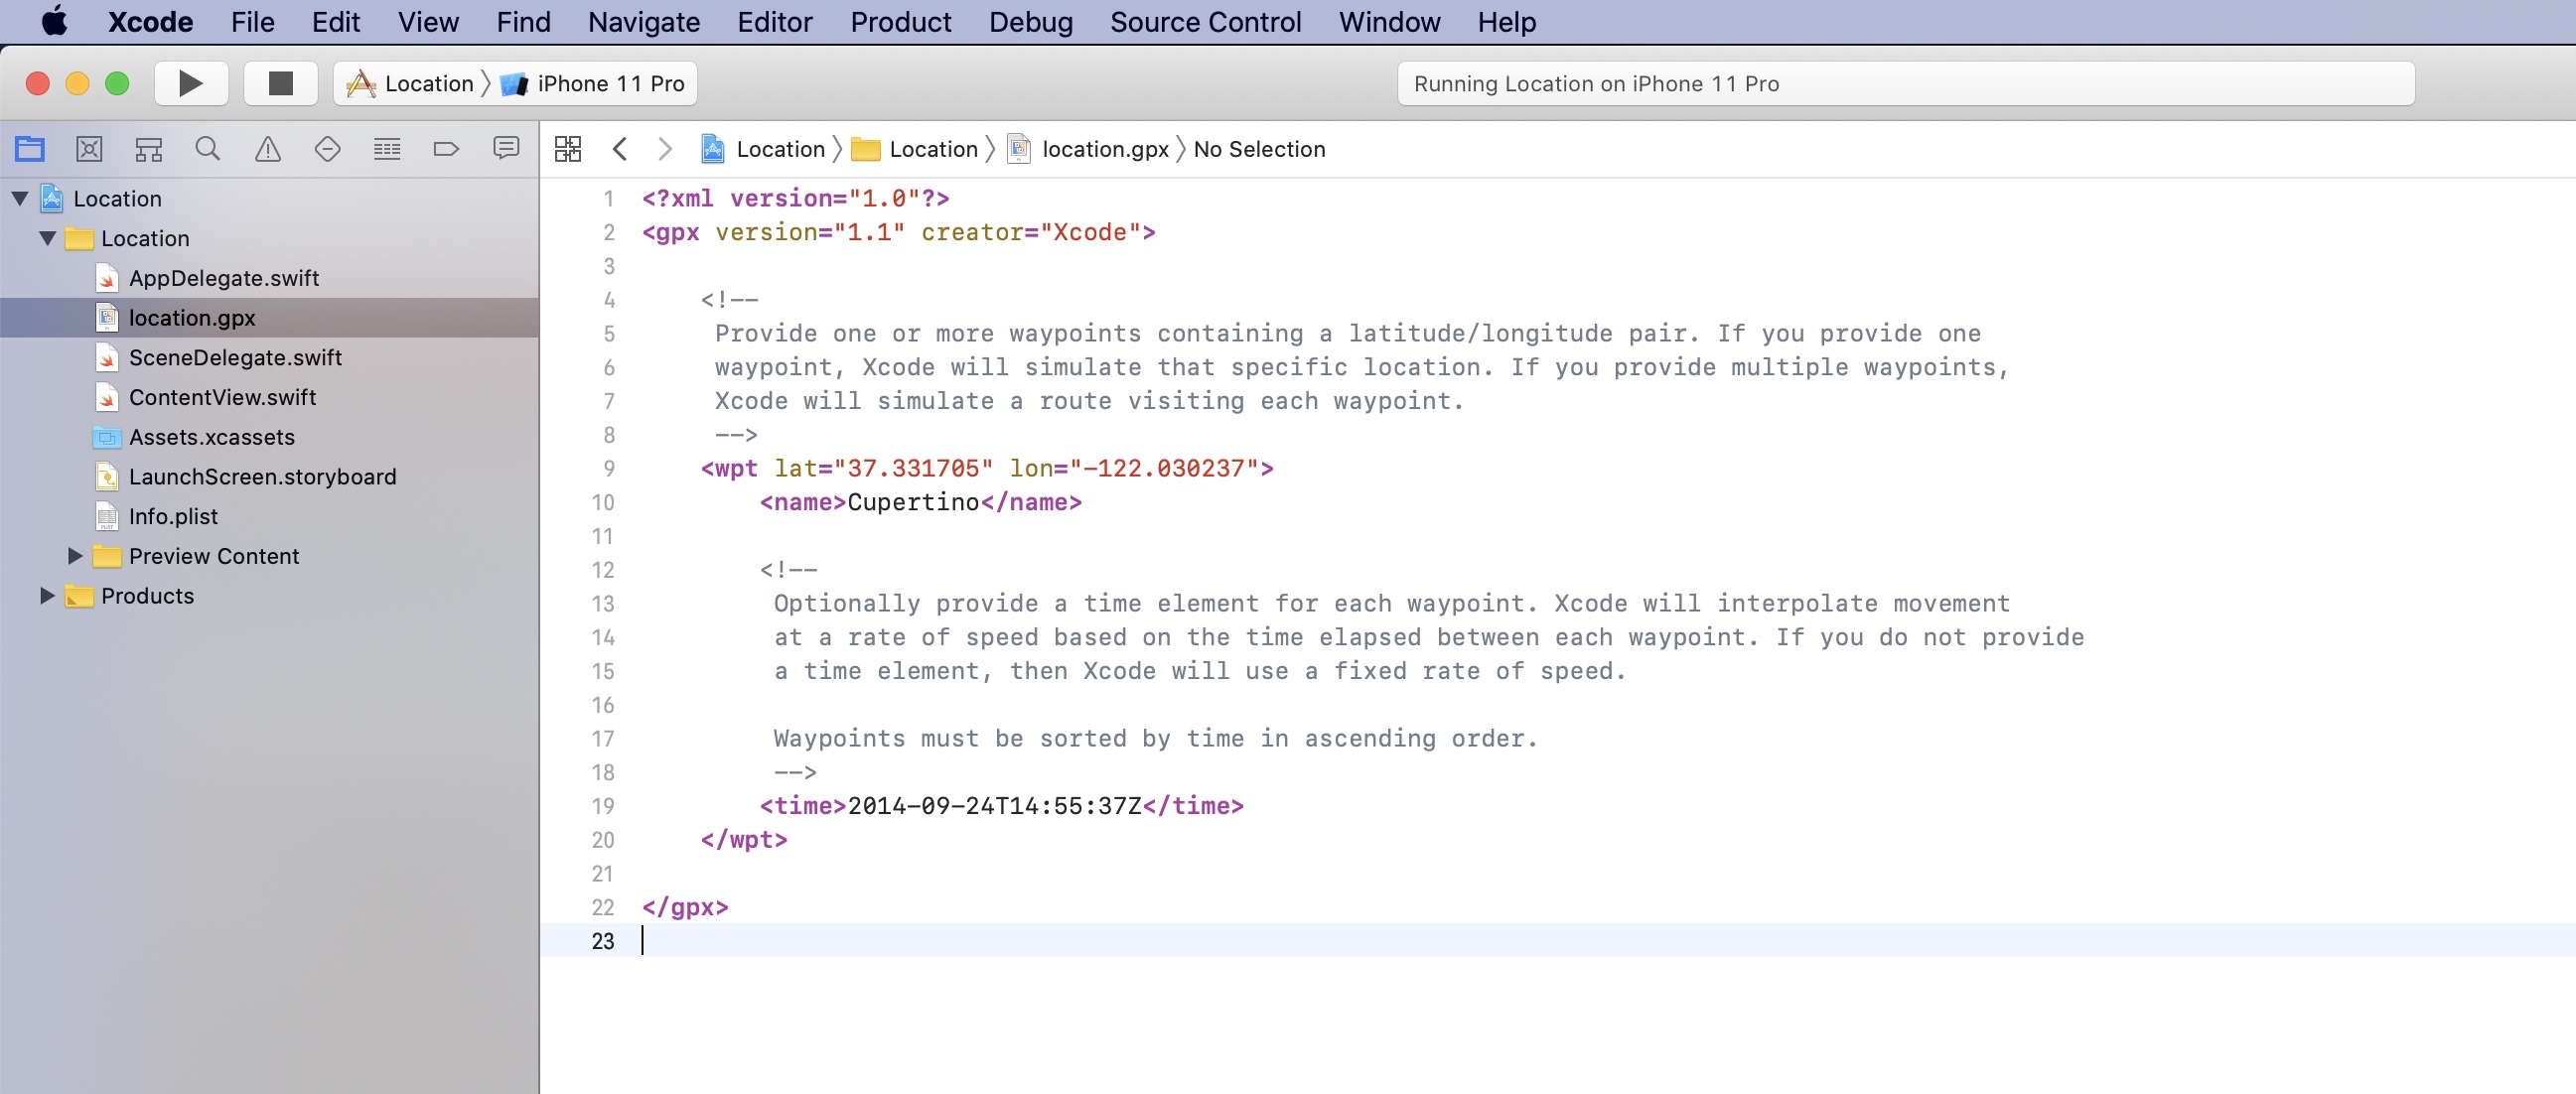 Xcode File Edit View Find Navigate Editor Product Debug Source Control Window Help
Location iPhone 11 Pro
Running Location on iPhone 11 Pro
Location Location location.gpx No Selection
Location
Location
AppDelegate.swift
location.gpx
SceneDelegate.swift
ContentView.swift
Assets.xcassets
LaunchScreen.storyboard
Info.plist
Preview Content
Products
1 <?xml version="1.0"?>
2 <gpx version="1.1" creator="Xcode">
3
4 <!--
5 Provide one or more waypoints containing a latitude/longitude pair. If you provide one
6 waypoint, Xcode will simulate that specific location. If you provide multiple waypoints,
7 Xcode will simulate a route visiting each waypoint.
8 -->
9 <wpt lat="37.331705" lon="-122.030237">
10 <name>Cupertino</name>
11
12 <!--
13 Optionally provide a time element for each waypoint. Xcode will interpolate movement
14 at a rate of speed based on the time elapsed between each waypoint. If you do not provide
15 a time element, then Xcode will use a fixed rate of speed.
16
17 Waypoints must be sorted by time in ascending order.
18 -->
19 <time>2014-09-24T14:55:37Z</time>
20 </wpt>
21
22 </gpx>
23